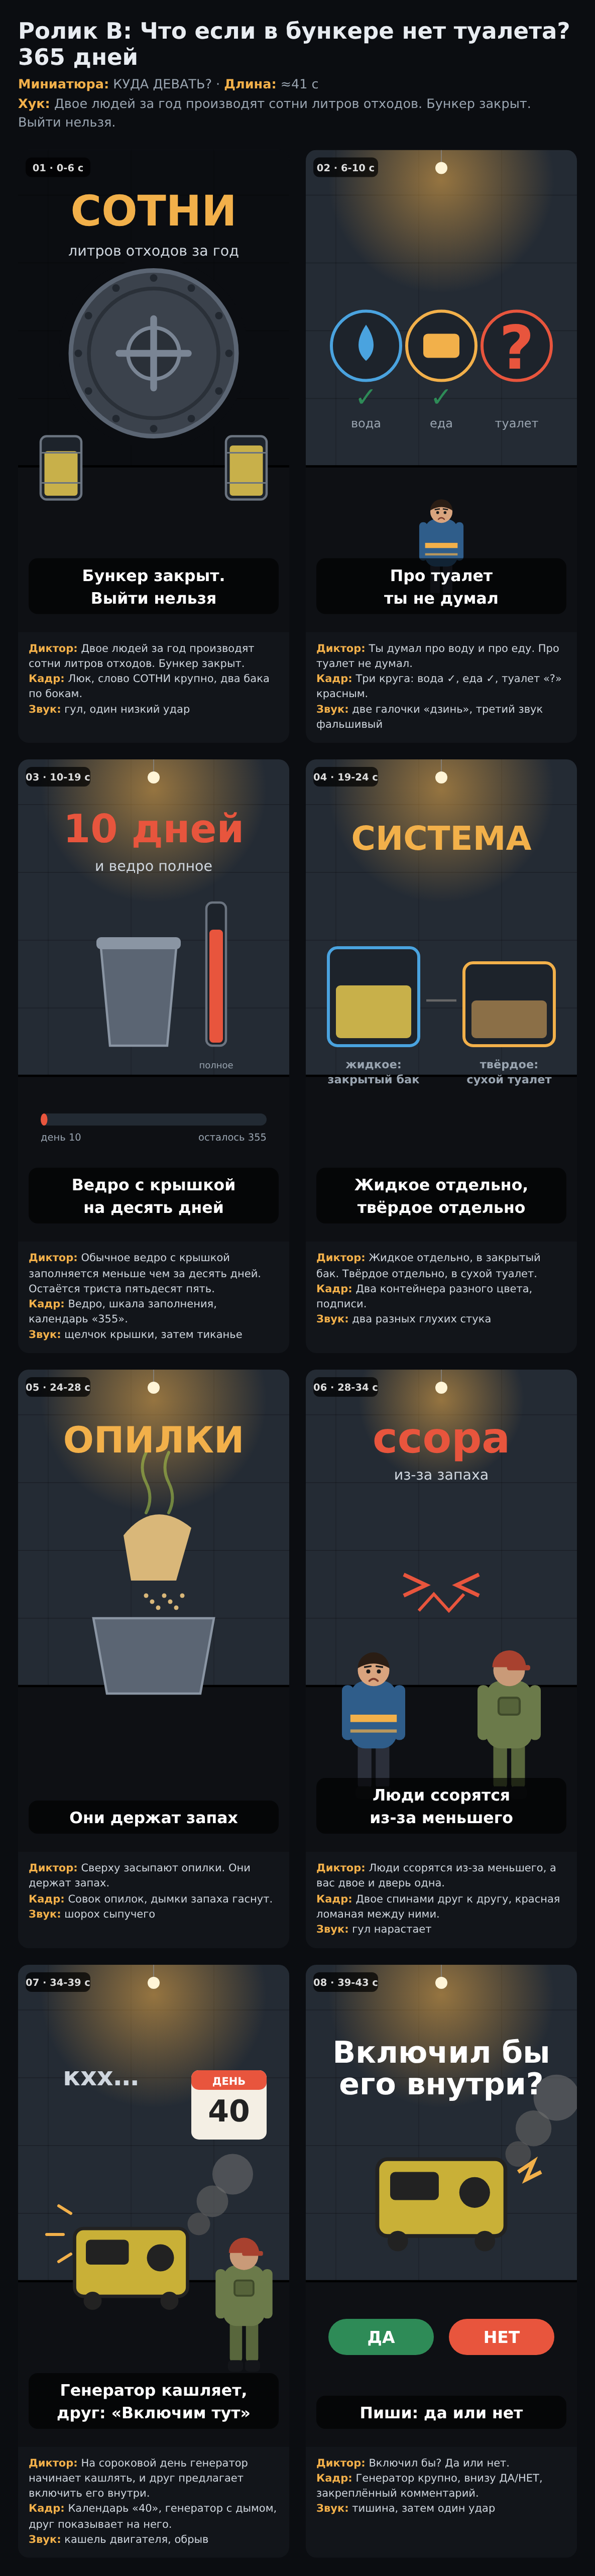 Ролик B: Что если в бункере нет туалета?
365 дней
Миниатюра: КУДА ДЕВАТЬ? · Длина: ≈41 с
Хук: Двое людей за год производят сотни литров отходов. Бункер закрыт.
Выйти нельзя.
01 · 0-6 с
СОТНИ
литров отходов за год
Бункер закрыт.
Выйти нельзя
Диктор: Двое людей за год производят
сотни литров отходов. Бункер закрыт.
Кадр: Люк, слово СОТНИ крупно, два бака
по бокам.
Звук: гул, один низкий удар
02 · 6-10 с
?
✓ ✓
вода еда туалет
Про туалет
ты не думал
Диктор: Ты думал про воду и про еду. Про
туалет не думал.
Кадр: Три круга: вода ✓, еда ✓, туалет «?»
красным.
Звук: две галочки «дзинь», третий звук
фальшивый
03 · 10-19 с
10 дней
и ведро полное
полное
день 10 осталось 355
Ведро с крышкой
на десять дней
Диктор: Обычное ведро с крышкой
заполняется меньше чем за десять дней.
Остаётся триста пятьдесят пять.
Кадр: Ведро, шкала заполнения,
календарь «355».
Звук: щелчок крышки, затем тиканье
04 · 19-24 с
СИСТЕМА
жидкое: твёрдое:
закрытый бак сухой туалет
Жидкое отдельно,
твёрдое отдельно
Диктор: Жидкое отдельно, в закрытый
бак. Твёрдое отдельно, в сухой туалет.
Кадр: Два контейнера разного цвета,
подписи.
Звук: два разных глухих стука
05 · 24-28 с
ОПИЛКИ
Они держат запах
Диктор: Сверху засыпают опилки. Они
держат запах.
Кадр: Совок опилок, дымки запаха гаснут.
Звук: шорох сыпучего
06 · 28-34 с
ссора
из-за запаха
Люди ссорятся
из-за меньшего
Диктор: Люди ссорятся из-за меньшего, а
вас двое и дверь одна.
Кадр: Двое спинами друг к другу, красная
ломаная между ними.
Звук: гул нарастает
07 · 34-39 с
кхх...
ДЕНЬ
40
Генератор кашляет,
друг: «Включим тут»
Диктор: На сороковой день генератор
начинает кашлять, и друг предлагает
включить его внутри.
Кадр: Календарь «40», генератор с дымом,
друг показывает на него.
Звук: кашель двигателя, обрыв
08 · 39-43 с
Включил бы
его внутри?
ДА НЕТ
Пиши: да или нет
Диктор: Включил бы? Да или нет.
Кадр: Генератор крупно, внизу ДА/НЕТ,
закреплённый комментарий.
Звук: тишина, затем один удар